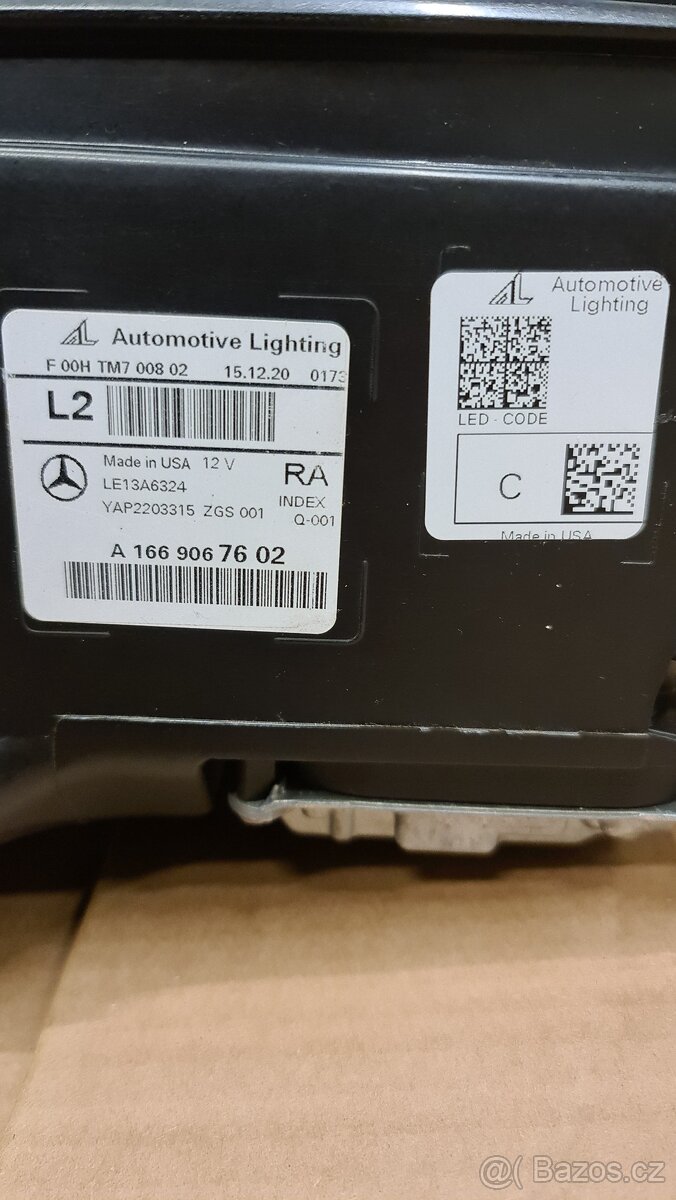 Automotive Lighting
F 00H TM7 008 02 15.12.20 0173
L2
Made in USA 12 V RA
LE13A6324 INDEX
YAP2203315 ZGS 001 Q-001
A 166 906 76 02
Automotive
Lighting
LED - CODE
C
Made in USA
@( Bazos.cz